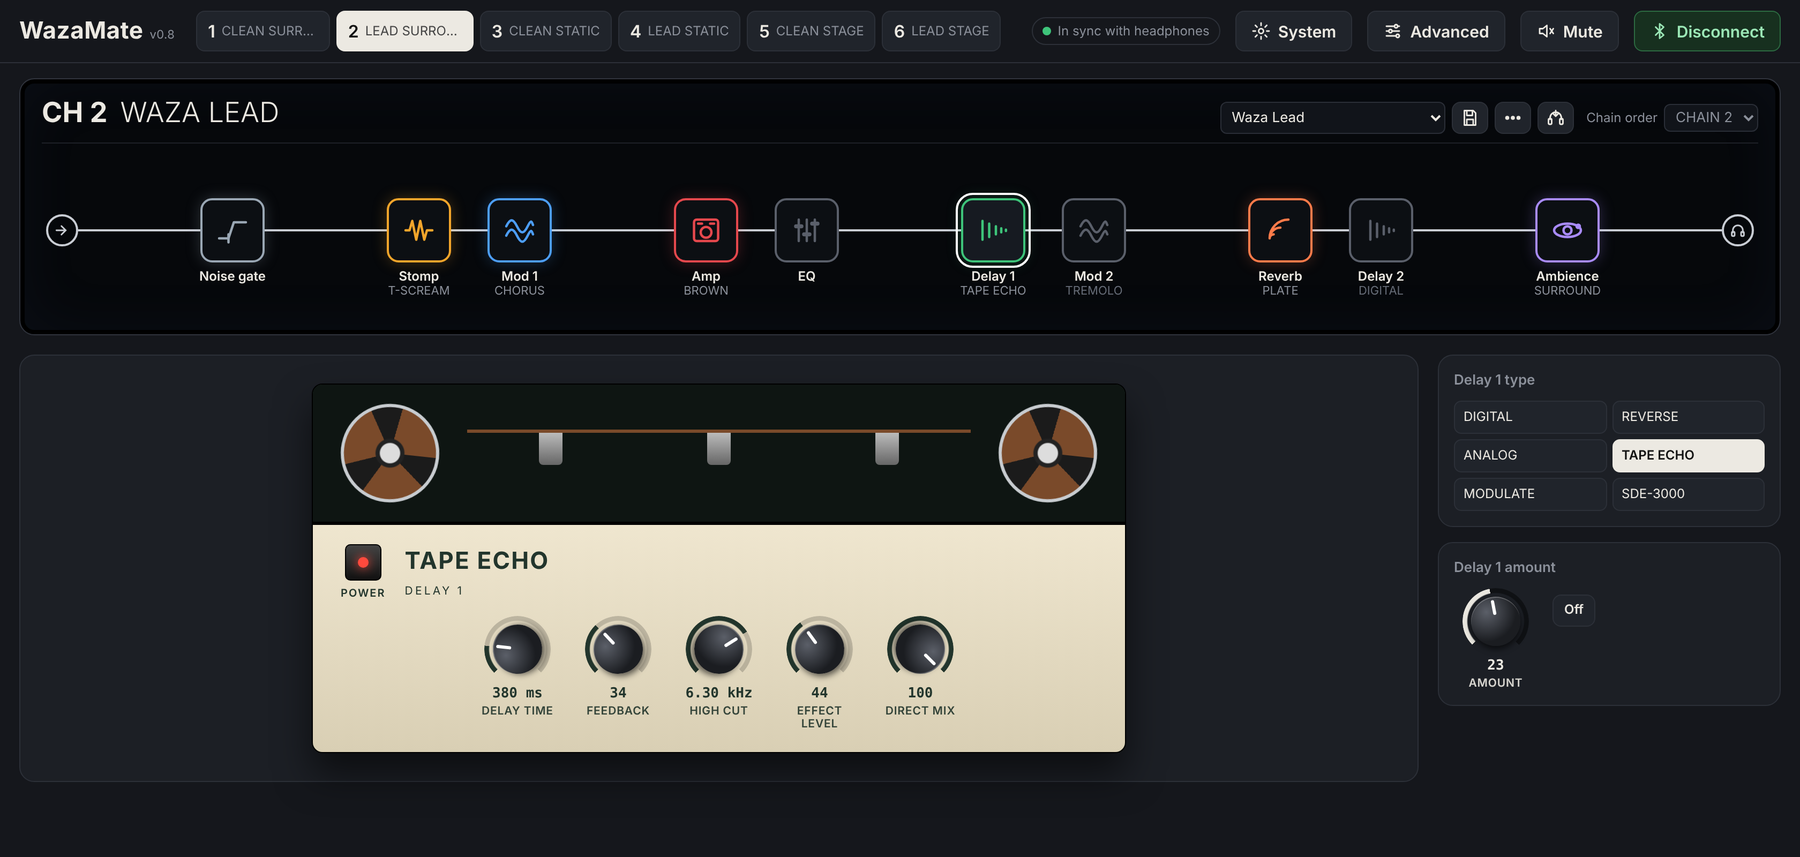 WazaMate v0.8
1 CLEAN SURR...
2 LEAD SURRO...
3 CLEAN STATIC
4 LEAD STATIC
5 CLEAN STAGE
6 LEAD STAGE
In sync with headphones
System
Advanced
Mute
Disconnect
CH 2 WAZA LEAD
Waza Lead
Chain order
CHAIN 2
Noise gate
Stomp
T-SCREAM
Mod 1
CHORUS
Amp
BROWN
EQ
Delay 1
TAPE ECHO
Mod 2
TREMOLO
Reverb
PLATE
Delay 2
DIGITAL
Ambience
SURROUND
POWER
TAPE ECHO
DELAY 1
380 ms
DELAY TIME
34
FEEDBACK
6.30 kHz
HIGH CUT
44
EFFECT
LEVEL
100
DIRECT MIX
Delay 1 type
DIGITAL
REVERSE
ANALOG
TAPE ECHO
MODULATE
SDE-3000
Delay 1 amount
Off
23
AMOUNT